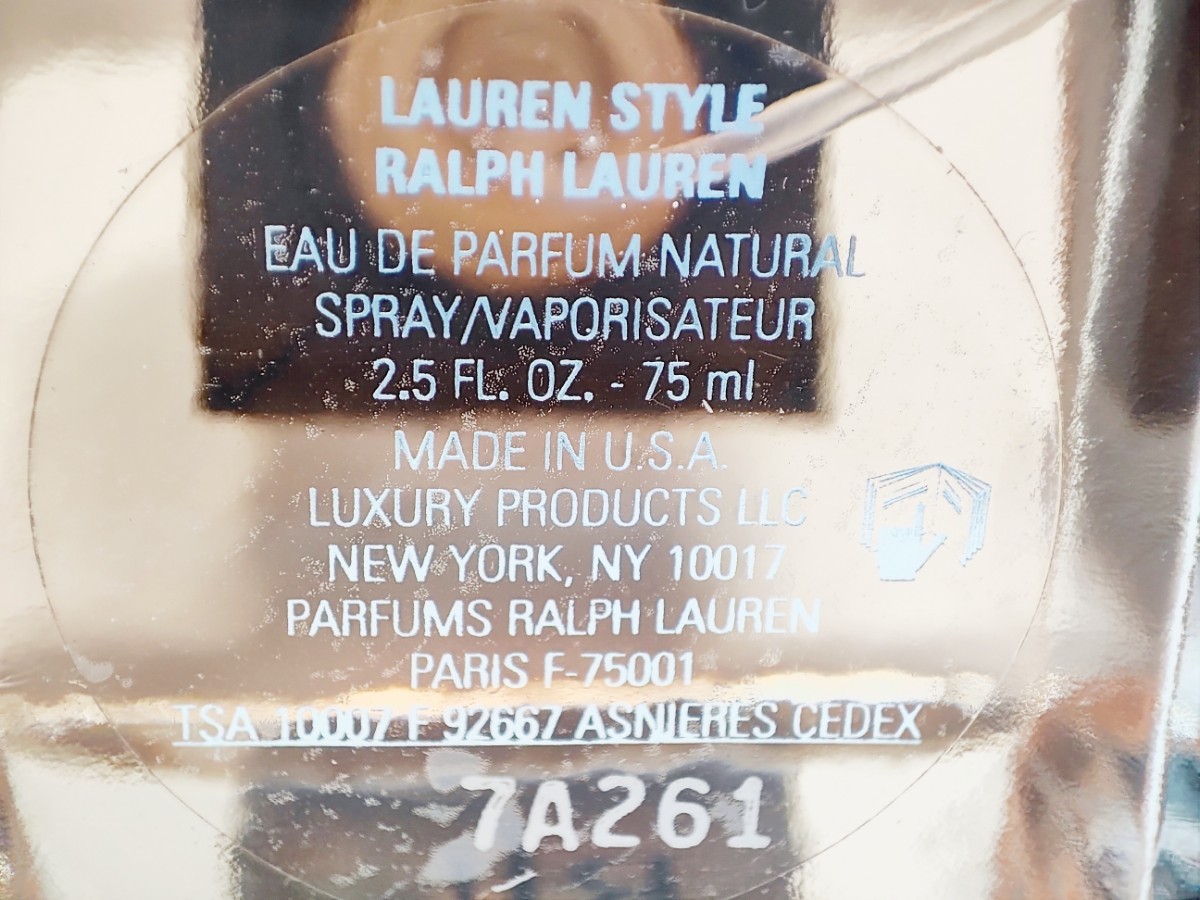 LAUREN STYLE
RALPH LAUREN
EAU DE PARFUM NATURAL
SPRAY/VAPORISATEUR
2.5 FL. OZ. - 75 ml
MADE IN U.S.A.
LUXURY PRODUCTS LLC
NEW YORK, NY 10017
PARFUMS RALPH LAUREN
PARIS F-75001
TSA 10007 F 92667 ASNIERES CEDEX
7A261